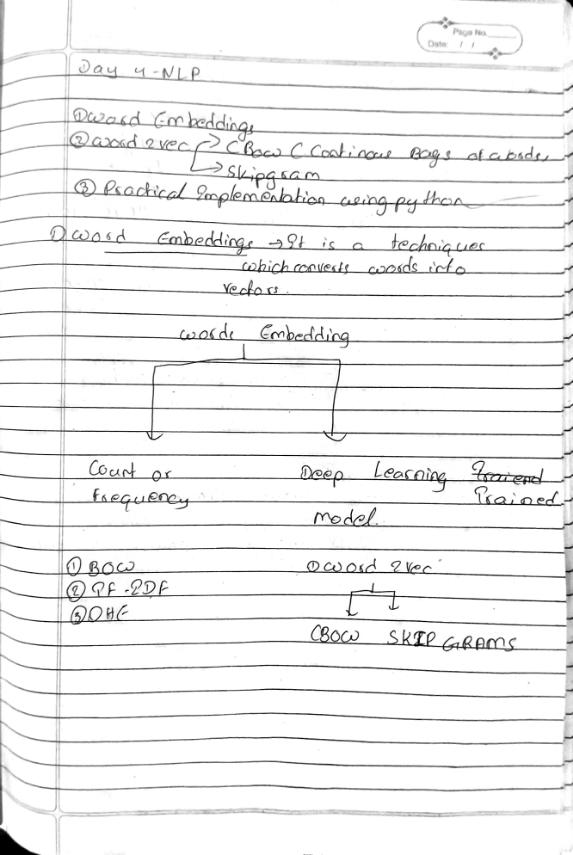 Page No.
Date: / /
Day 4 - NLP
① Word Embeddings
② Word 2 vec → CBOW ( Continous Bags of words
→ Skipgram
③ Practical Implementation using python
① Word Embeddings → It is a techniques
which converts words into
vectors.
words Embedding
Count or Deep Learning Traiend
frequency Trained
model.
① BOW ① Word 2 vec
② TF-IDF
③ OHE
CBOW SKIP GRAMS